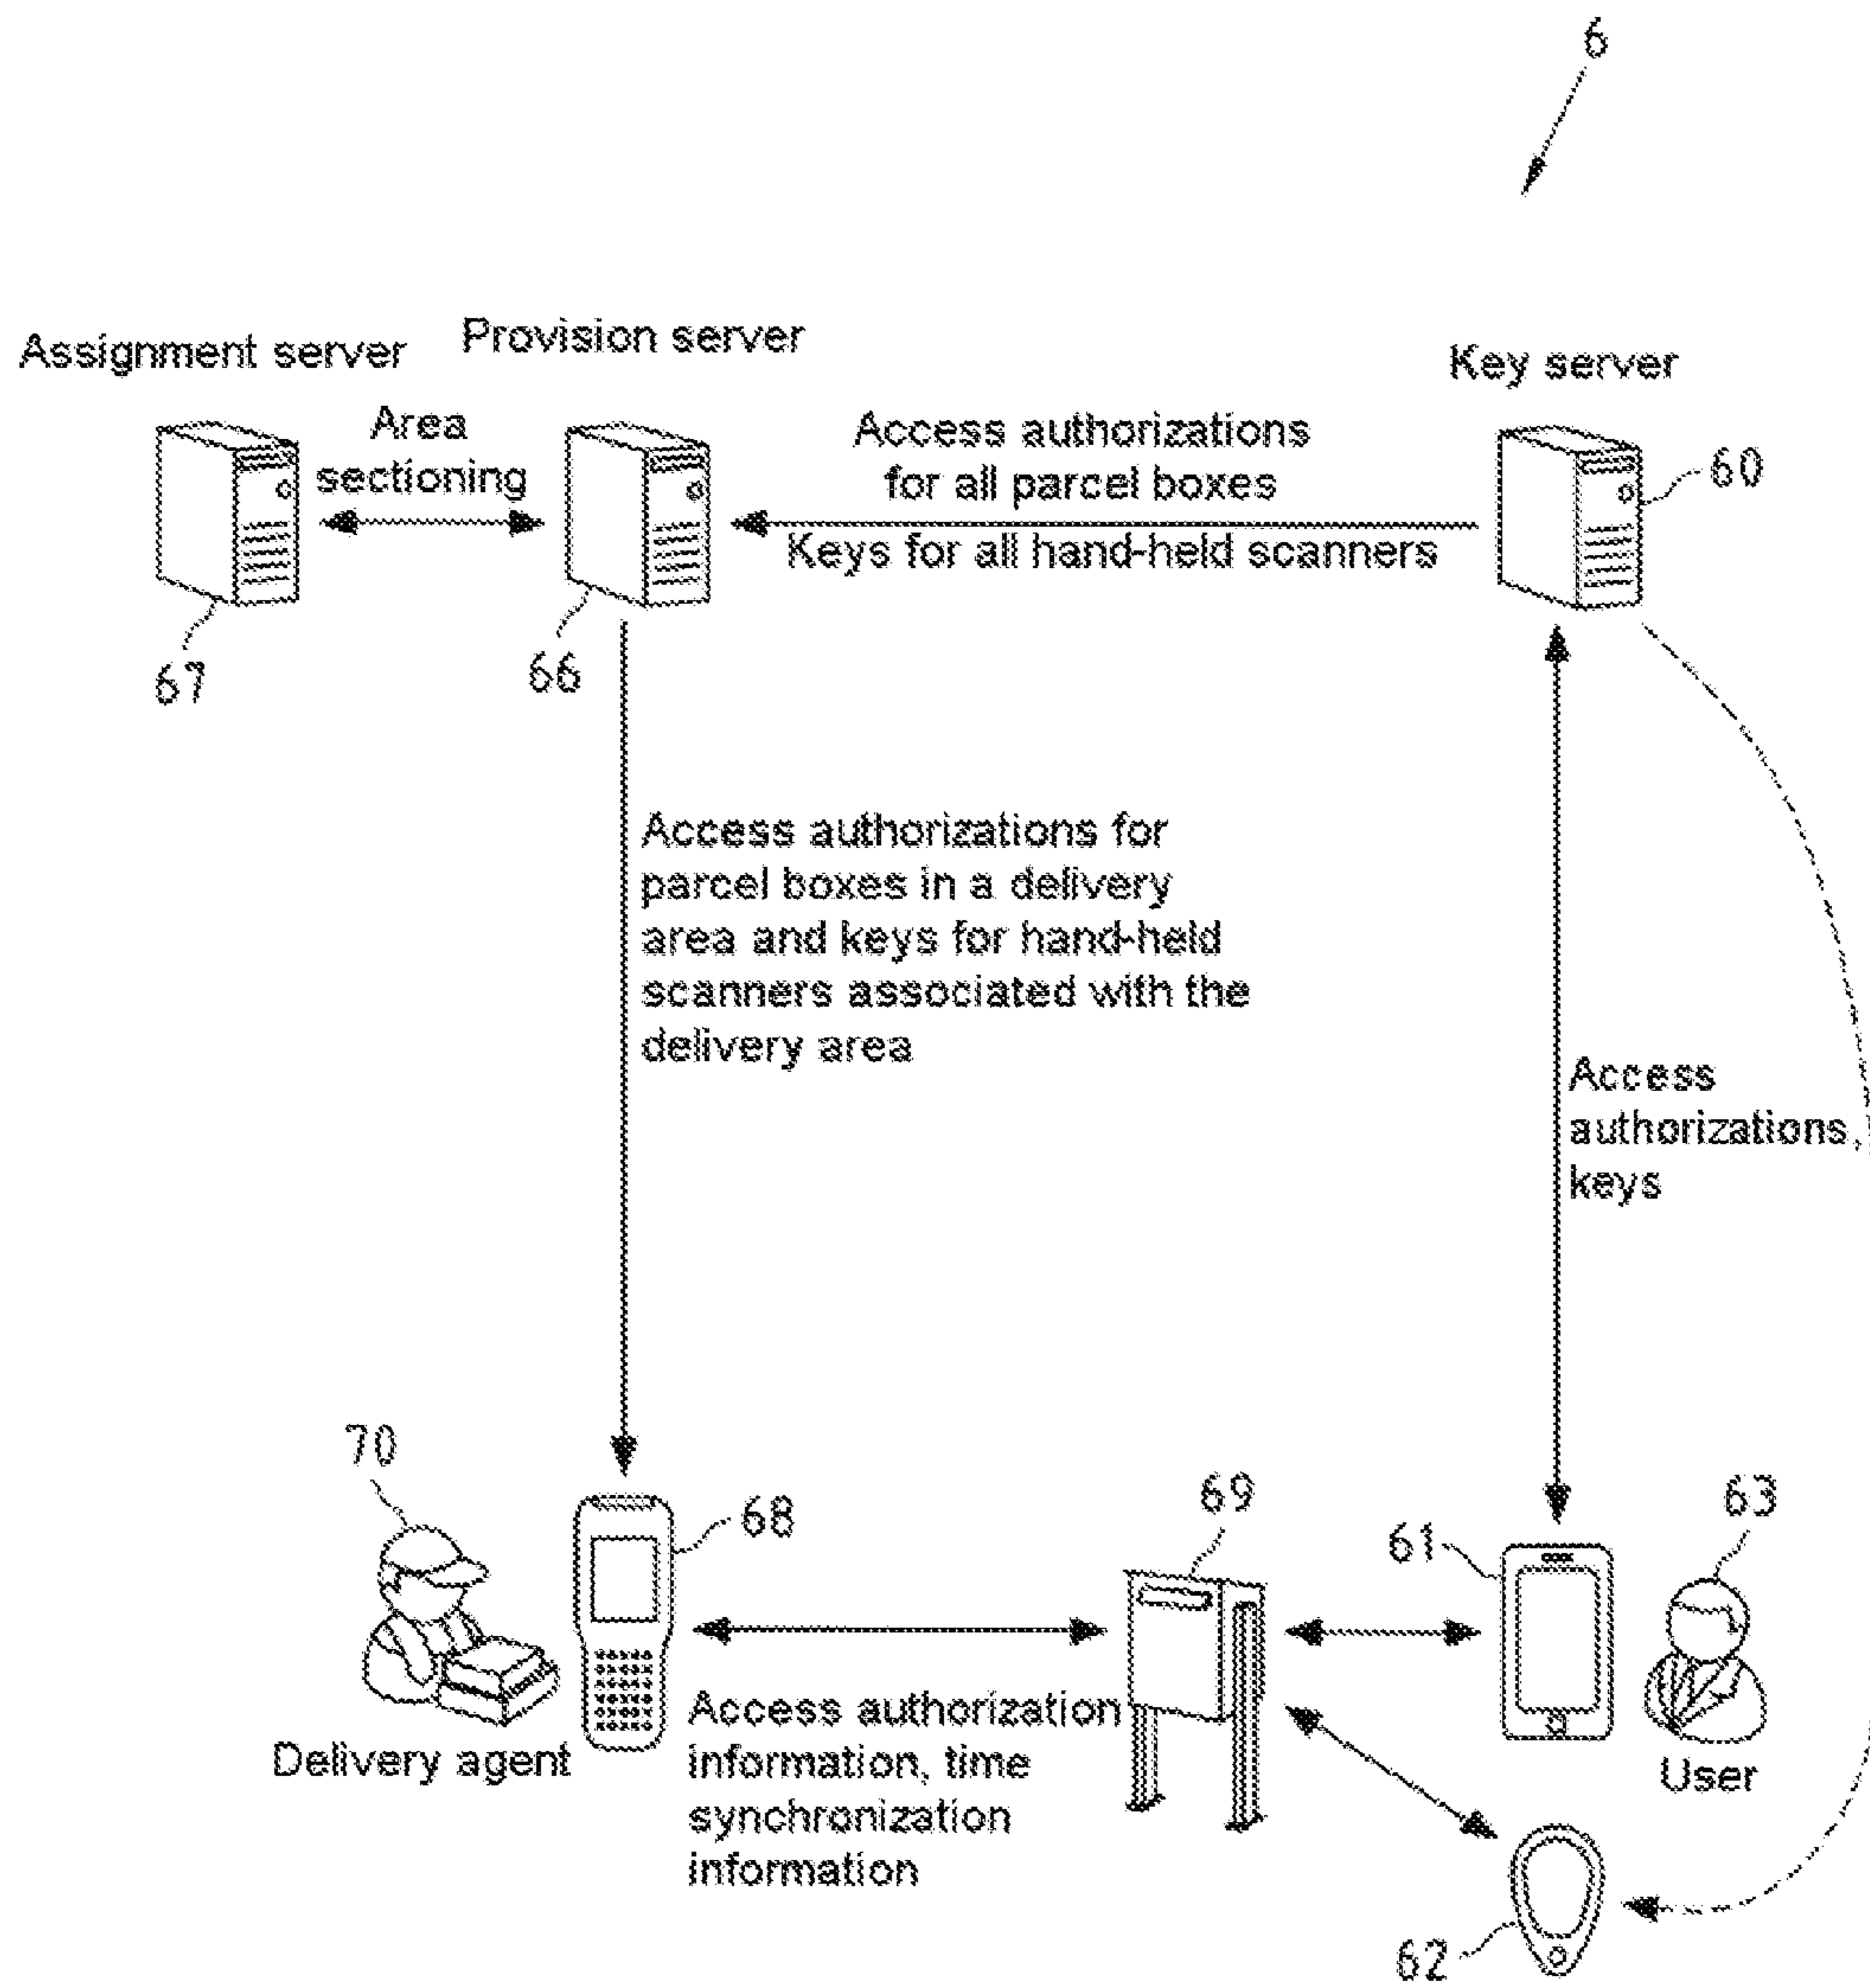 6
Assignment server
Provision server
Key server
Area
sectioning
Access authorizations
for all parcel boxes
Keys for all hand-held scanners
60
67
66
Access authorizations for
parcel boxes in a delivery
area and keys for hand-held
scanners associated with the
delivery area
Access
authorizations,
keys
70
68
69
61
63
Delivery agent
Access authorization
information, time
synchronization
information
User
62